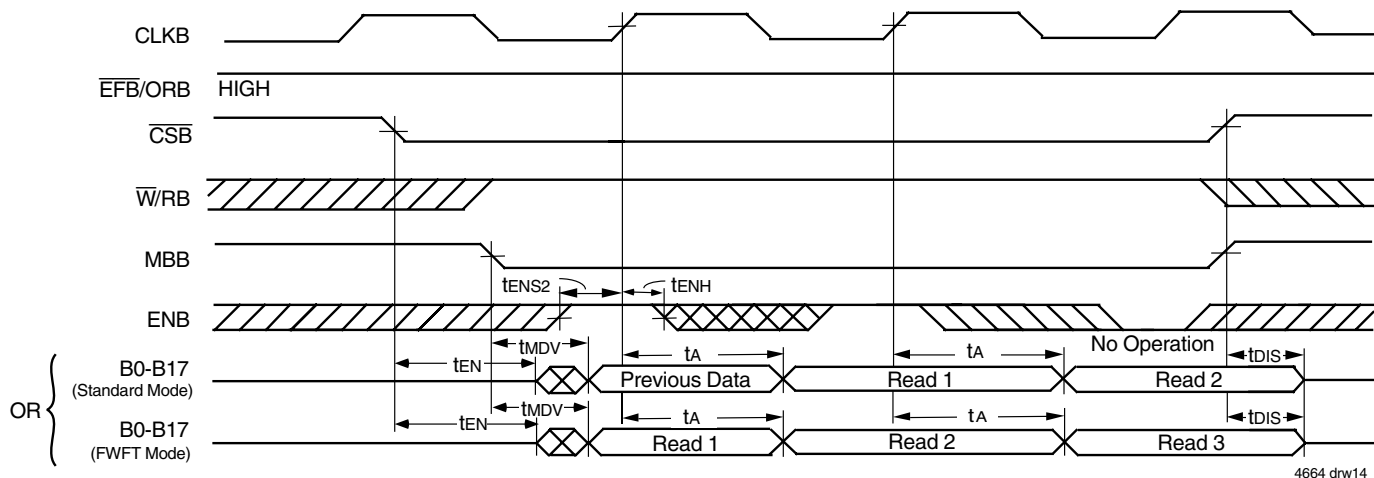 CLKB
EFB/ORB HIGH
CSB
W/RB
MBB
tENS2 tENH
ENB
No Operation
tMDV
tEN tA tA tDIS
B0-B17
(Standard Mode)
Previous Data Read 1 Read 2
OR
tMDV
tEN tA tA tDIS
B0-B17
(FWFT Mode)
Read 1 Read 2 Read 3
4664 drw14